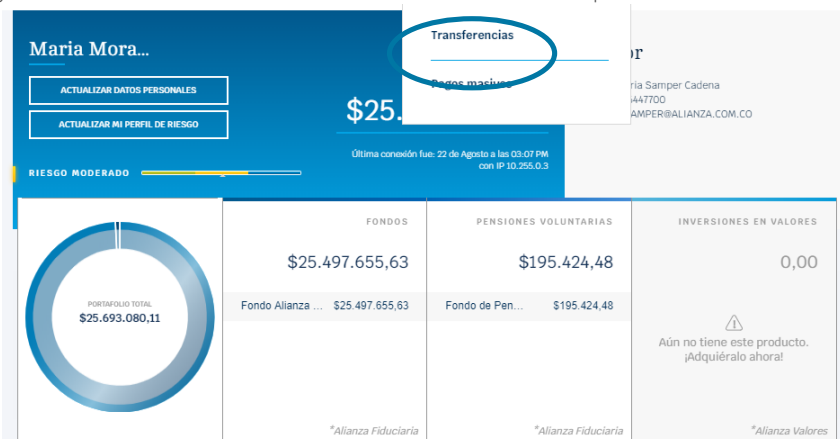 Maria Mora...
ACTUALIZAR DATOS PERSONALES
ACTUALIZAR MI PERFIL DE RIESGO
RIESGO MODERADO
Transferencias
Pagos masivos
$25.
Última conexión fue: 22 de Agosto a las 03:07 PM
con IP 10.255.0.3
or
ria Samper Cadena
447700
AMPER@ALIANZA.COM.CO
PORTAFOLIO TOTAL
$25.693.080,11
FONDOS
$25.497.655,63
Fondo Alianza ... $25.497.655,63
*Alianza Fiduciaria
PENSIONES VOLUNTARIAS
$195.424,48
Fondo de Pen... $195.424,48
*Alianza Fiduciaria
INVERSIONES EN VALORES
0,00
Aún no tiene este producto.
¡Adquiéralo ahora!
*Alianza Valores